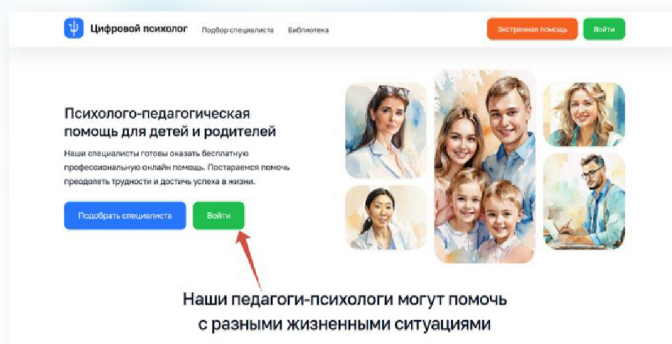 Цифровой психолог
Подбор специалиста
Библиотека
Экстренная помощь
Войти
Психолого-педагогическая
помощь для детей и родителей
Наши специалисты готовы оказать бесплатную
профессиональную онлайн помощь. Постараемся помочь
преодолеть трудности и достичь успеха в жизни.
Подобрать специалиста
Войти
Наши педагоги-психологи могут помочь
с разными жизненными ситуациями